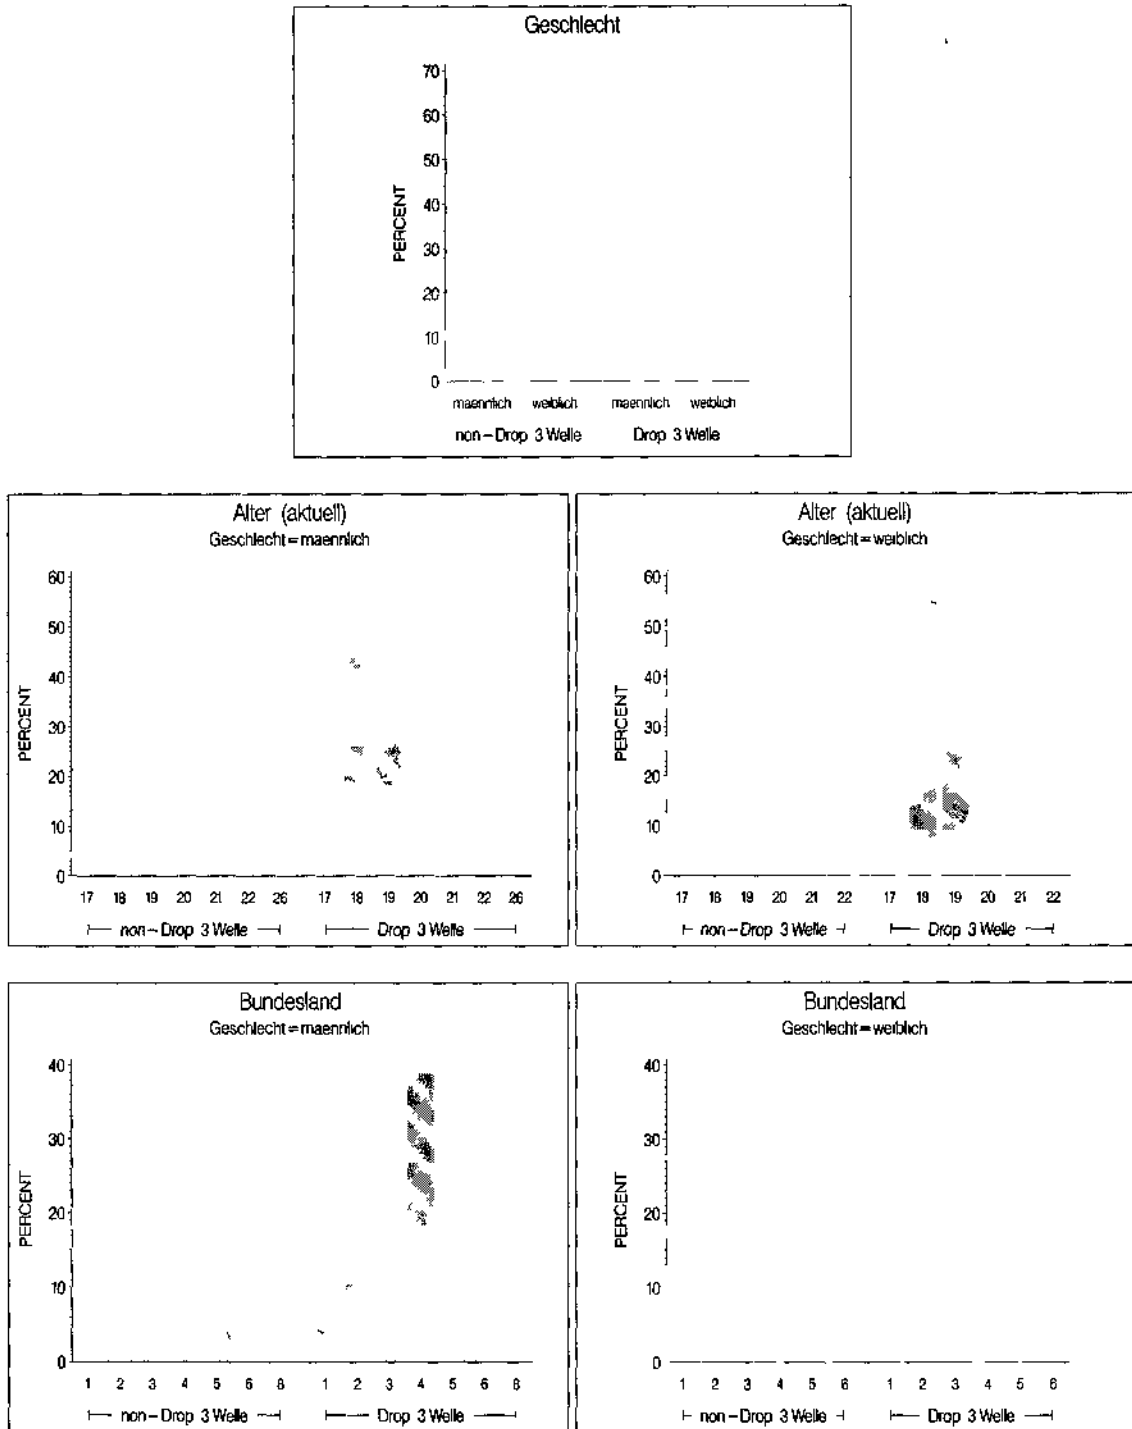 Geschlecht
70
60
50
40
30
20
10
0
PERCENT
maennlich weiblich maennlich weiblich
non-Drop 3 Welle Drop 3 Welle
Alter (aktuell)
Geschlecht=maennlich
60
50
40
30
20
10
0
PERCENT
17 18 19 20 21 22 26 17 18 19 20 21 22 26
non-Drop 3 Welle Drop 3 Welle
Alter (aktuell)
Geschlecht=weiblich
60
50
40
30
20
10
0
PERCENT
17 18 19 20 21 22 17 18 19 20 21 22
non-Drop 3 Welle Drop 3 Welle
Bundesland
Geschlecht=maennlich
40
30
20
10
0
PERCENT
1 2 3 4 5 6 8 1 2 3 4 5 6 8
non-Drop 3 Welle Drop 3 Welle
Bundesland
Geschlecht=weiblich
40
30
20
10
0
PERCENT
1 2 3 4 5 6 1 2 3 4 5 6
non-Drop 3 Welle Drop 3 Welle